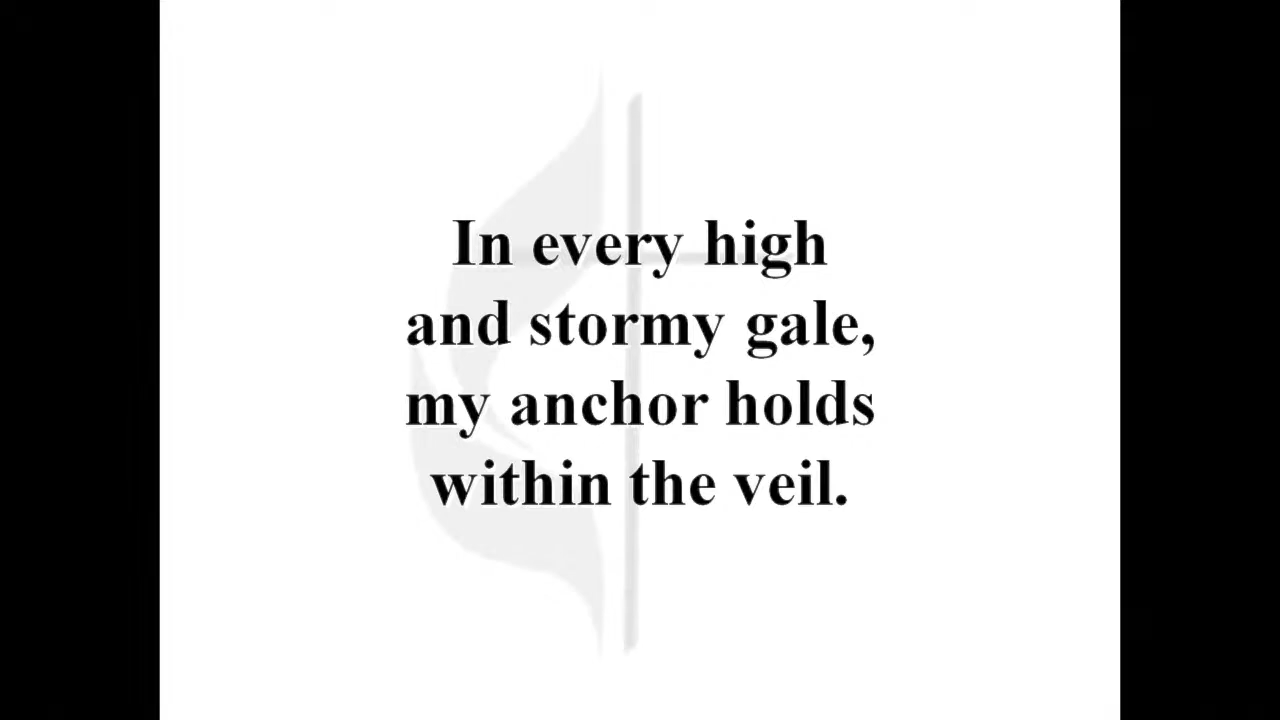 In every high
and stormy gale,
my anchor holds
within the veil.